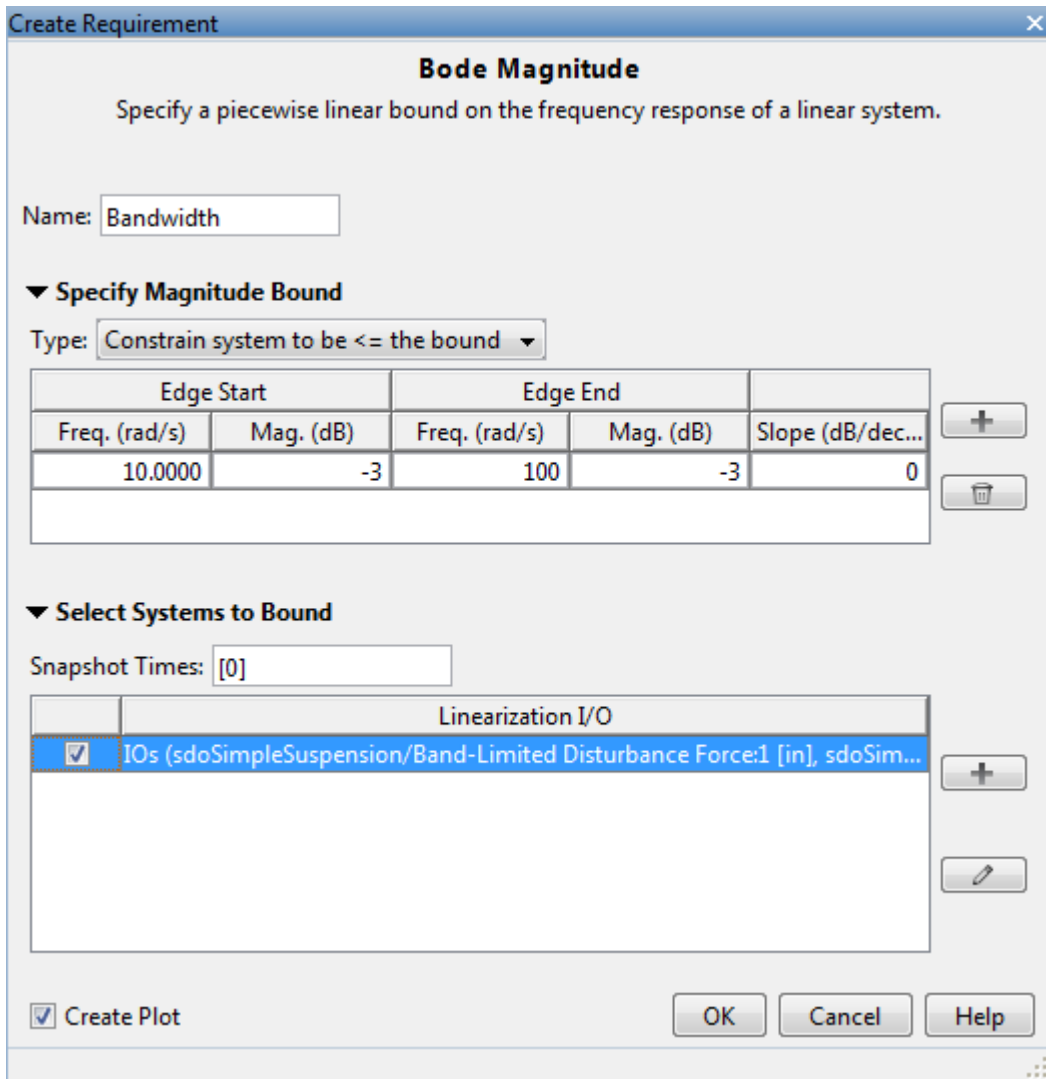 Create Requirement
Bode Magnitude
Specify a piecewise linear bound on the frequency response of a linear system.
Name: Bandwidth
Specify Magnitude Bound
Type: Constrain system to be <= the bound
Edge Start Edge End
Freq. (rad/s) Mag. (dB) Freq. (rad/s) Mag. (dB) Slope (dB/dec...
10.0000 -3 100 -3 0
Select Systems to Bound
Snapshot Times: [0]
Linearization I/O
IOs (sdoSimpleSuspension/Band-Limited Disturbance Force:1 [in], sdoSim...
Create Plot OK Cancel Help